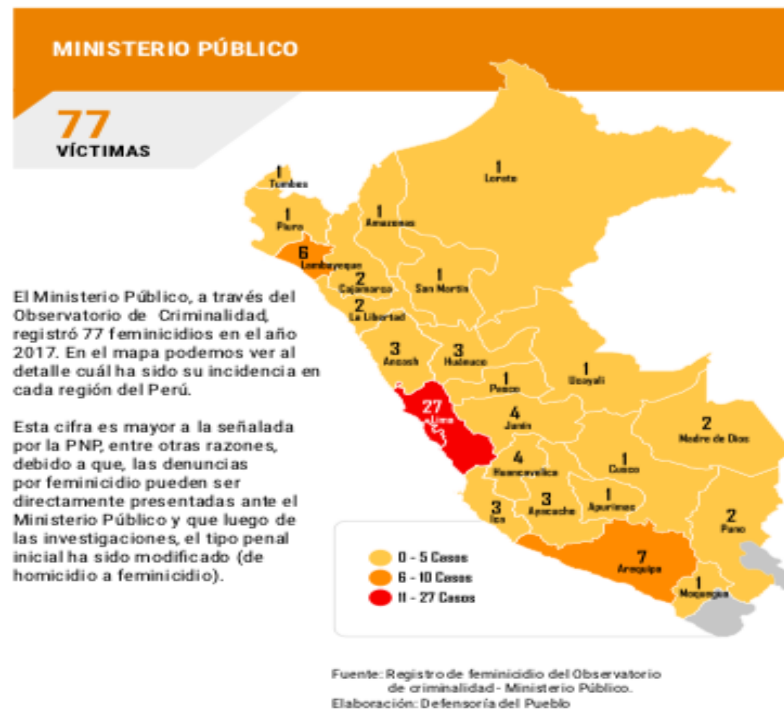 MINISTERIO PÚBLICO
77
VÍCTIMAS
El Ministerio Público, a través del
Observatorio de Criminalidad,
registró 77 feminicidios en el año
2017. En el mapa podemos ver al
detalle cuál ha sido su incidencia en
cada región del Perú.
Esta cifra es mayor a la señalada
por la PNP, entre otras razones,
debido a que, las denuncias
por feminicidio pueden ser
directamente presentadas ante el
Ministerio Público y que luego de
las investigaciones, el tipo penal
inicial ha sido modificado (de
homicidio a feminicidio).
1
Tumbes
1
Piura
6
Lambayeque
1
Amazonas
1
Loreto
2
Cajamarca
1
San Martín
2
La Libertad
3
Ancash
3
Huánuco
1
Pasco
1
Ucayali
27
Lima
4
Junín
2
Madre de Dios
4
Huancavelica
1
Cusco
3
Ica
3
Ayacucho
1
Apurimac
2
Puno
7
Arequipa
1
Moquegua
0 - 5 Casos
6 - 10 Casos
11 - 27 Casos
Fuente: Registro de feminicidio del Observatorio
de criminalidad - Ministerio Público.
Elaboración: Defensoría del Pueblo